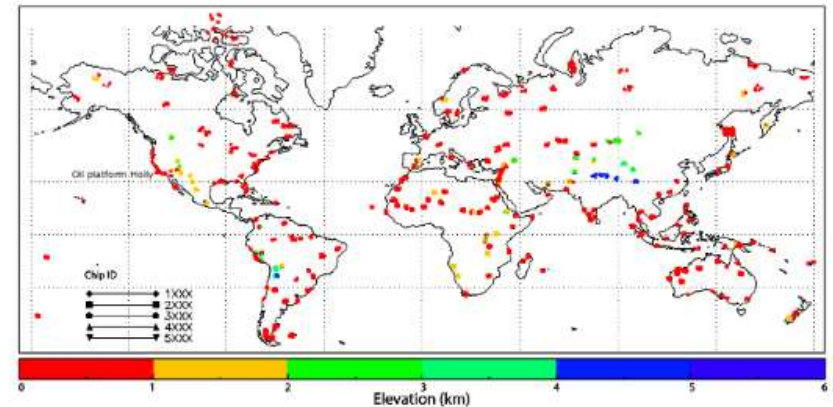 Oil platform Holly
Chip ID
1XXX
2XXX
3XXX
4XXX
5XXX
0 1 2 3 4 5 6
Elevation (km)